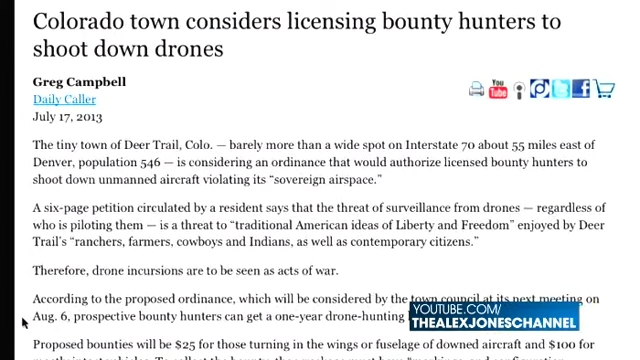 Colorado town considers licensing bounty hunters to
shoot down drones
Greg Campbell
Daily Caller
July 17, 2013
You
Tube
The tiny town of Deer Trail, Colo. — barely more than a wide spot on Interstate 70 about 55 miles east of
Denver, population 546 — is considering an ordinance that would authorize licensed bounty hunters to
shoot down unmanned aircraft violating its “sovereign airspace.”
A six-page petition circulated by a resident says that the threat of surveillance from drones — regardless of
who is piloting them — is a threat to “traditional American ideas of Liberty and Freedom” enjoyed by Deer
Trail’s “ranchers, farmers, cowboys and Indians, as well as contemporary citizens.”
Therefore, drone incursions are to be seen as acts of war.
According to the proposed ordinance, which will be considered by the town council at its next meeting on
Aug. 6, prospective bounty hunters can get a one-year drone-hunting
YOUTUBE.COM/
THEALEXJONESCHANNEL
Proposed bounties will be $25 for those turning in the wings or fuselage of downed aircraft and $100 for